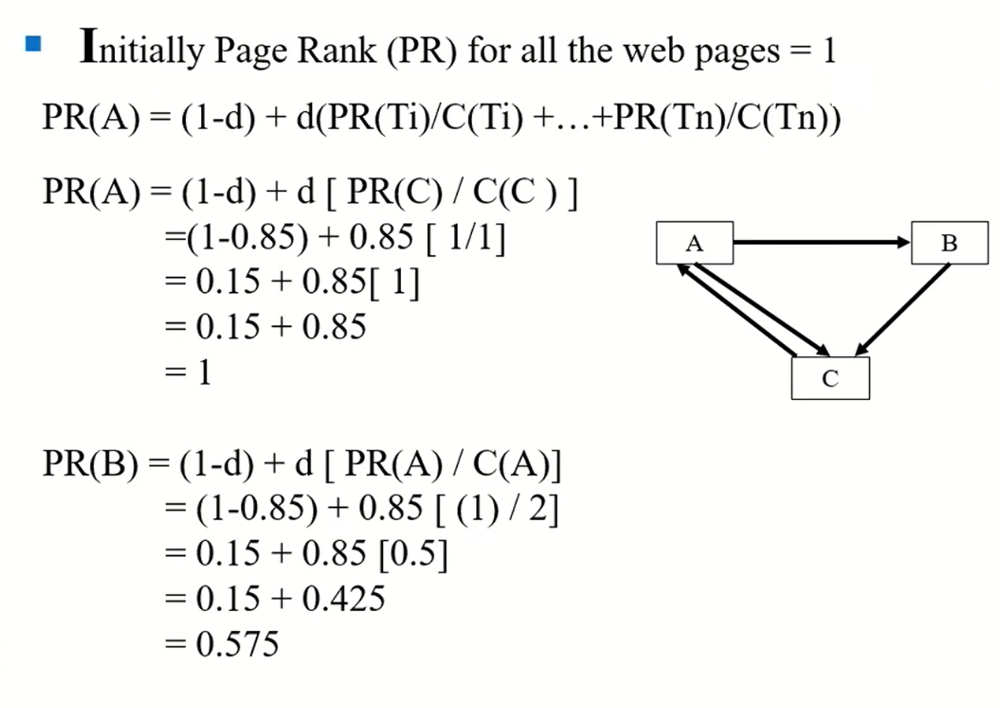 Initially Page Rank (PR) for all the web pages = 1
PR(A) = (1-d) + d(PR(Ti)/C(Ti) +…+PR(Tn)/C(Tn))
PR(A) = (1-d) + d [ PR(C) / C(C ) ]
=(1-0.85) + 0.85 [ 1/1]
= 0.15 + 0.85[ 1]
= 0.15 + 0.85
= 1
A
B
C
PR(B) = (1-d) + d [ PR(A) / C(A)]
= (1-0.85) + 0.85 [ (1) / 2]
= 0.15 + 0.85 [0.5]
= 0.15 + 0.425
= 0.575